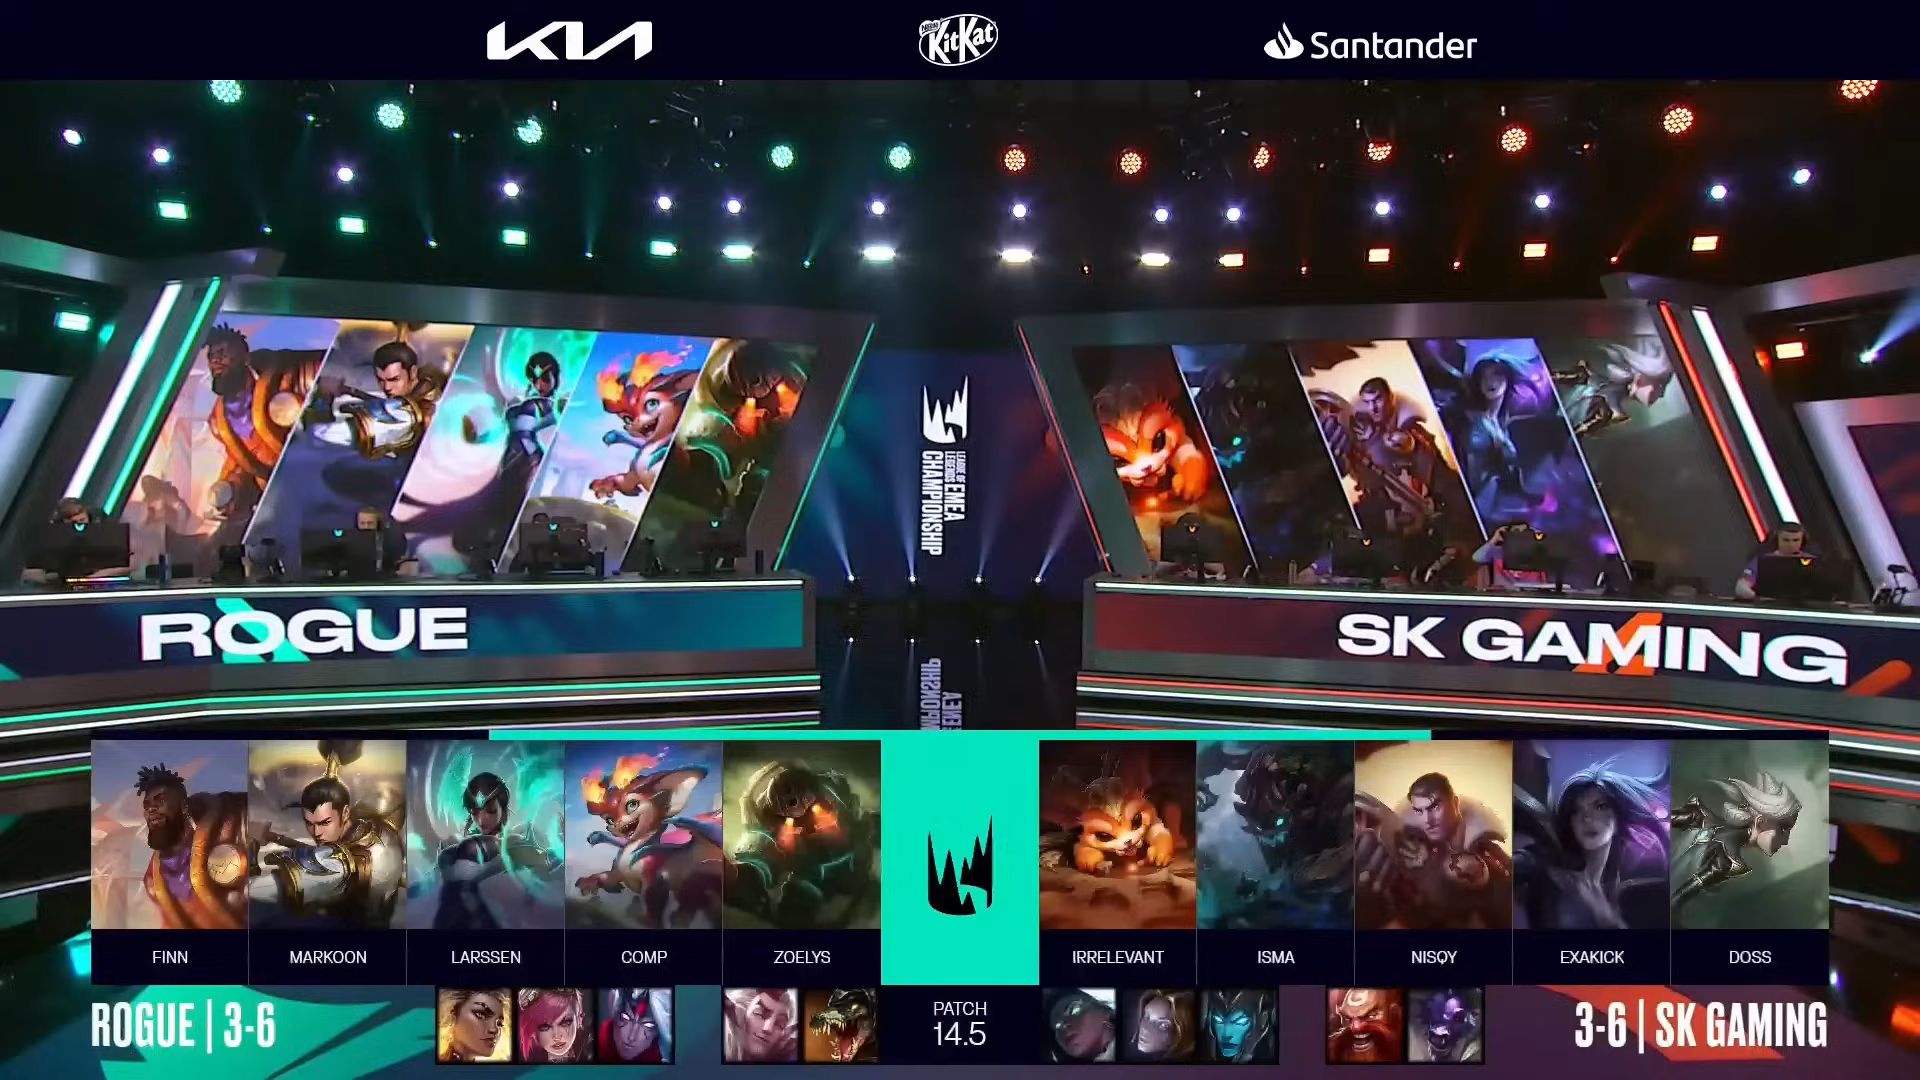 KIA
KitKat
Santander
LEAGUE OF
LEGENDS EMEA
CHAMPIONSHIP
ROGUE
SK GAMING
FINN
MARKOON
LARSSEN
COMP
ZOELYS
IRRELEVANT
ISMA
NISQY
EXAKICK
DOSS
ROGUE | 3-6
PATCH
14.5
3-6 | SK GAMING